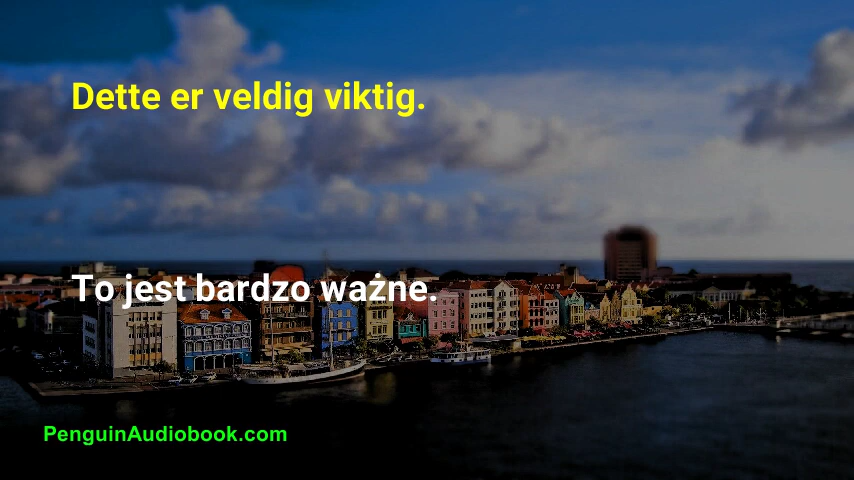 Dette er veldig viktig.
To jest bardzo ważne.
PenguinAudiobook.com